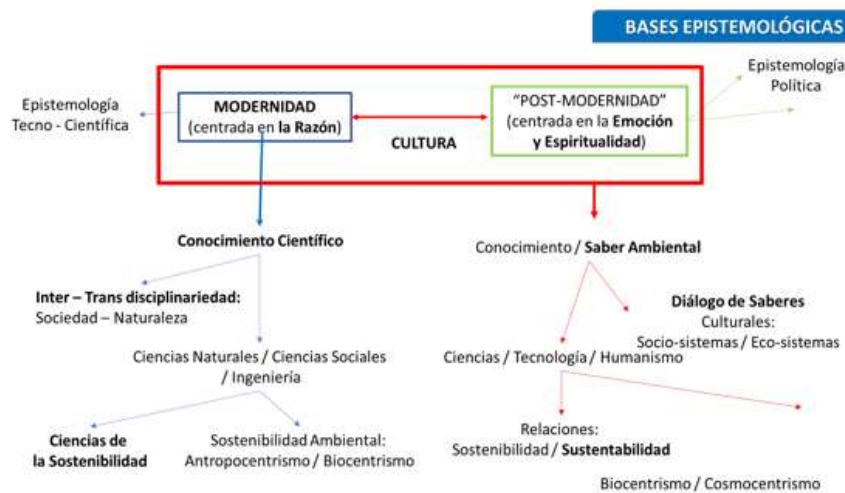 BASES EPISTEMOLÓGICAS
Epistemología
Política
Epistemología
Tecno - Científica
MODERNIDAD
(centrada en la Razón)
CULTURA
"POST-MODERNIDAD"
(centrada en la Emoción
y Espiritualidad)
Conocimiento Científico
Conocimiento / Saber Ambiental
Inter – Trans disciplinariedad:
Sociedad – Naturaleza
Diálogo de Saberes
Culturales:
Socio-sistemas / Eco-sistemas
Ciencias Naturales / Ciencias Sociales
/ Ingeniería
Ciencias / Tecnología / Humanismo
Ciencias de
la Sostenibilidad
Sostenibilidad Ambiental:
Antropocentrismo / Biocentrismo
Relaciones:
Sostenibilidad / Sustentabilidad
Biocentrismo / Cosmocentrismo